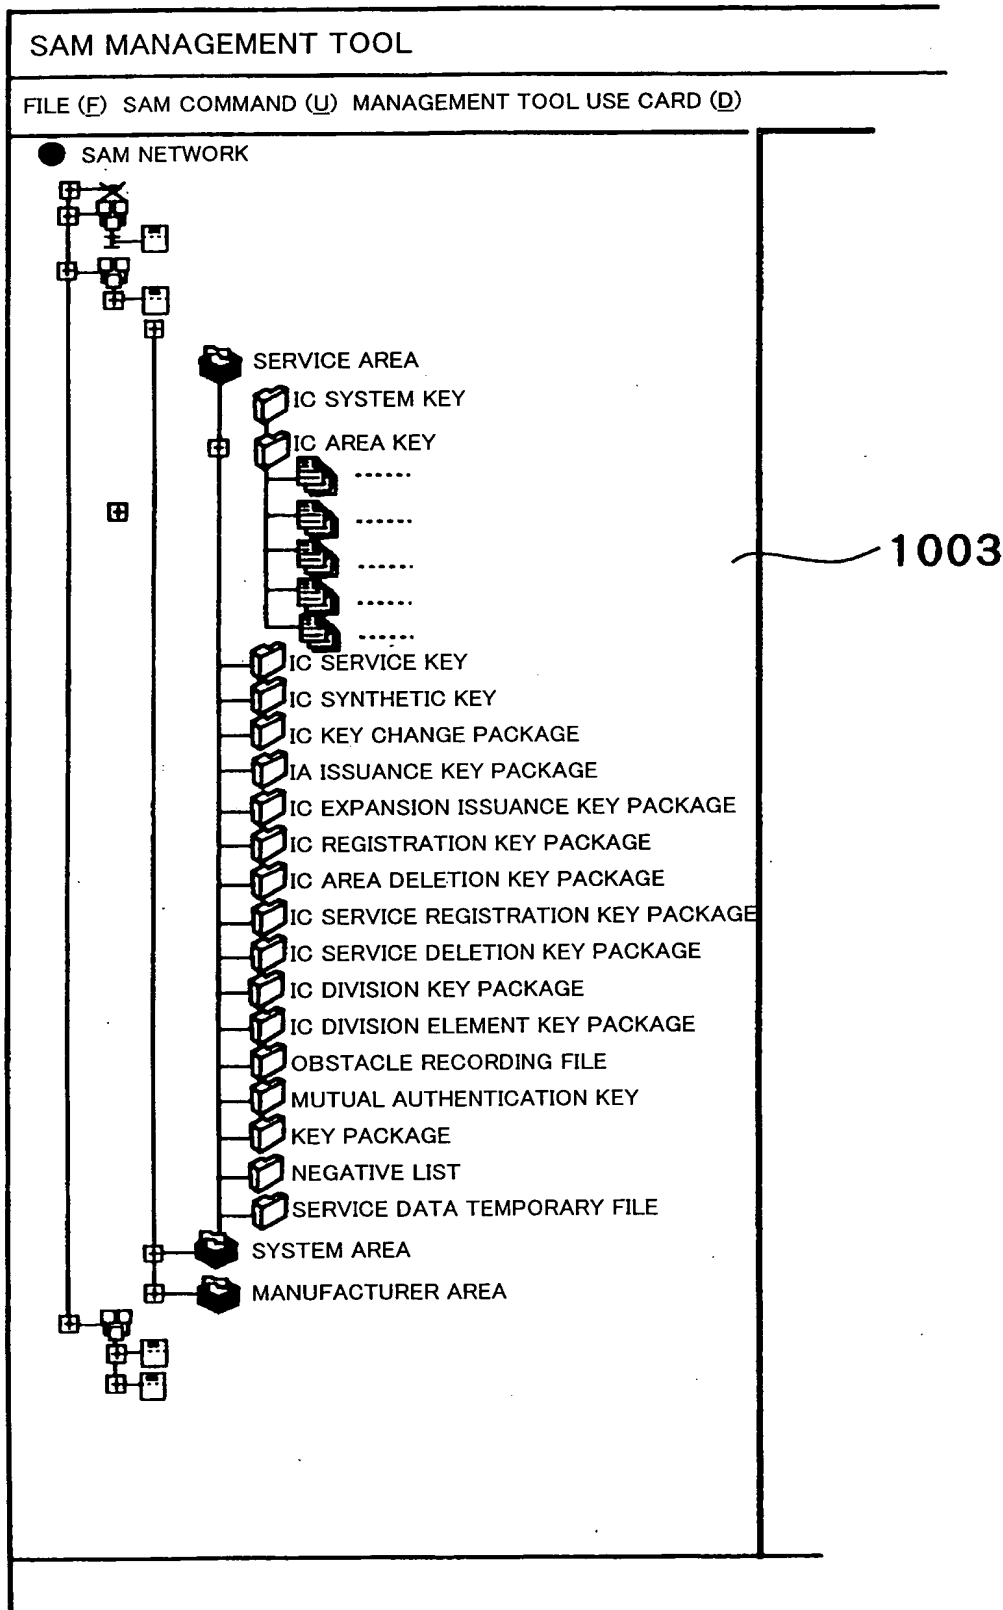 SAM MANAGEMENT TOOL
FILE (F) SAM COMMAND (U) MANAGEMENT TOOL USE CARD (D)
SAM NETWORK
SERVICE AREA
IC SYSTEM KEY
IC AREA KEY
......
......
......
1003
......
......
IC SERVICE KEY
IC SYNTHETIC KEY
IC KEY CHANGE PACKAGE
IA ISSUANCE KEY PACKAGE
IC EXPANSION ISSUANCE KEY PACKAGE
IC REGISTRATION KEY PACKAGE
IC AREA DELETION KEY PACKAGE
IC SERVICE REGISTRATION KEY PACKAGE
IC SERVICE DELETION KEY PACKAGE
IC DIVISION KEY PACKAGE
IC DIVISION ELEMENT KEY PACKAGE
OBSTACLE RECORDING FILE
MUTUAL AUTHENTICATION KEY
KEY PACKAGE
NEGATIVE LIST
SERVICE DATA TEMPORARY FILE
SYSTEM AREA
MANUFACTURER AREA